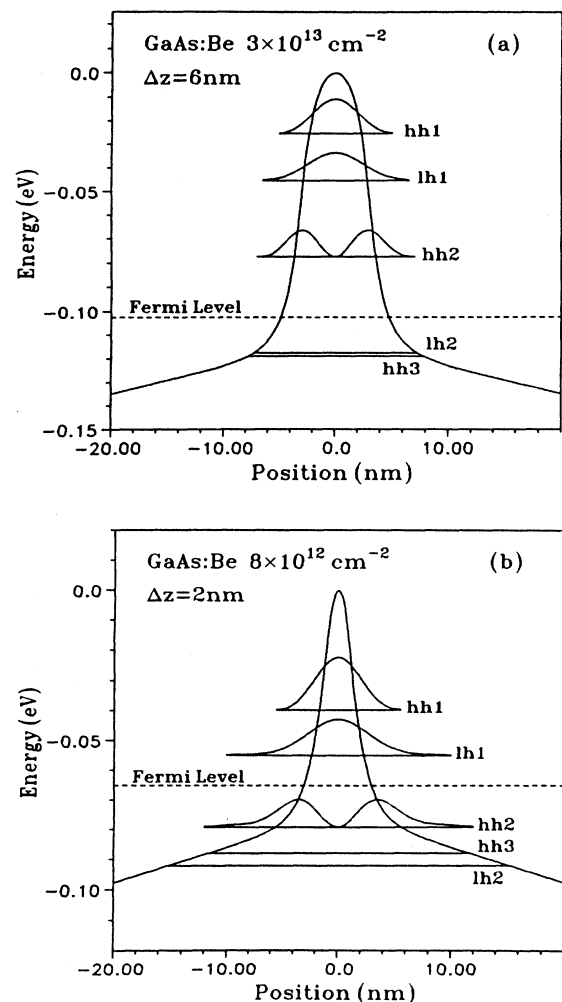 GaAs:Be 3×10¹³ cm⁻² (a)
Δz=6nm
0.0
hh1
lh1
−0.05
hh2
Energy (eV)
Fermi Level
−0.10
lh2
hh3
−0.15
−20.00 −10.00 0.0 10.00
Position (nm)
GaAs:Be 8×10¹² cm⁻² (b)
Δz=2nm
0.0
hh1
−0.05
lh1
Energy (eV)
Fermi Level
hh2
hh3
lh2
−0.10
−20.00 −10.00 0.0 10.00
Position (nm)